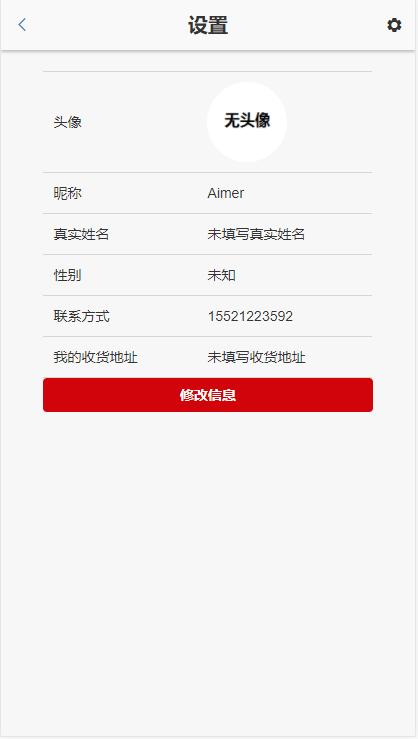 设置
头像
无头像
昵称 Aimer
真实姓名 未填写真实姓名
性别 未知
联系方式 15521223592
我的收货地址 未填写收货地址
修改信息